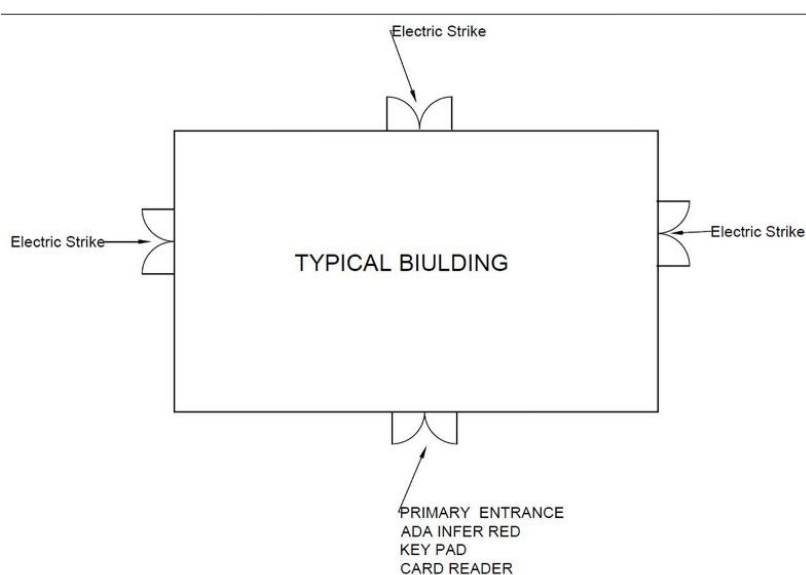 Electric Strike
Electric Strike
TYPICAL BIULDING
Electric Strike
PRIMARY ENTRANCE
ADA INFER RED
KEY PAD
CARD READER